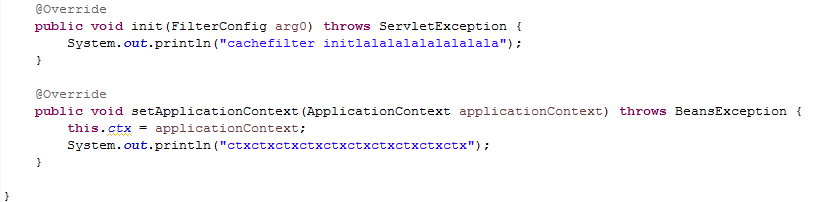 @Override
public void init(FilterConfig arg0) throws ServletException {
System.out.println("cachefilter initlalalalalalalalala");
}
@Override
public void setApplicationContext(ApplicationContext applicationContext) throws BeansException {
this.ctx = applicationContext;
System.out.println("ctxctxctxctxctxctxctxctxctxctx");
}
}